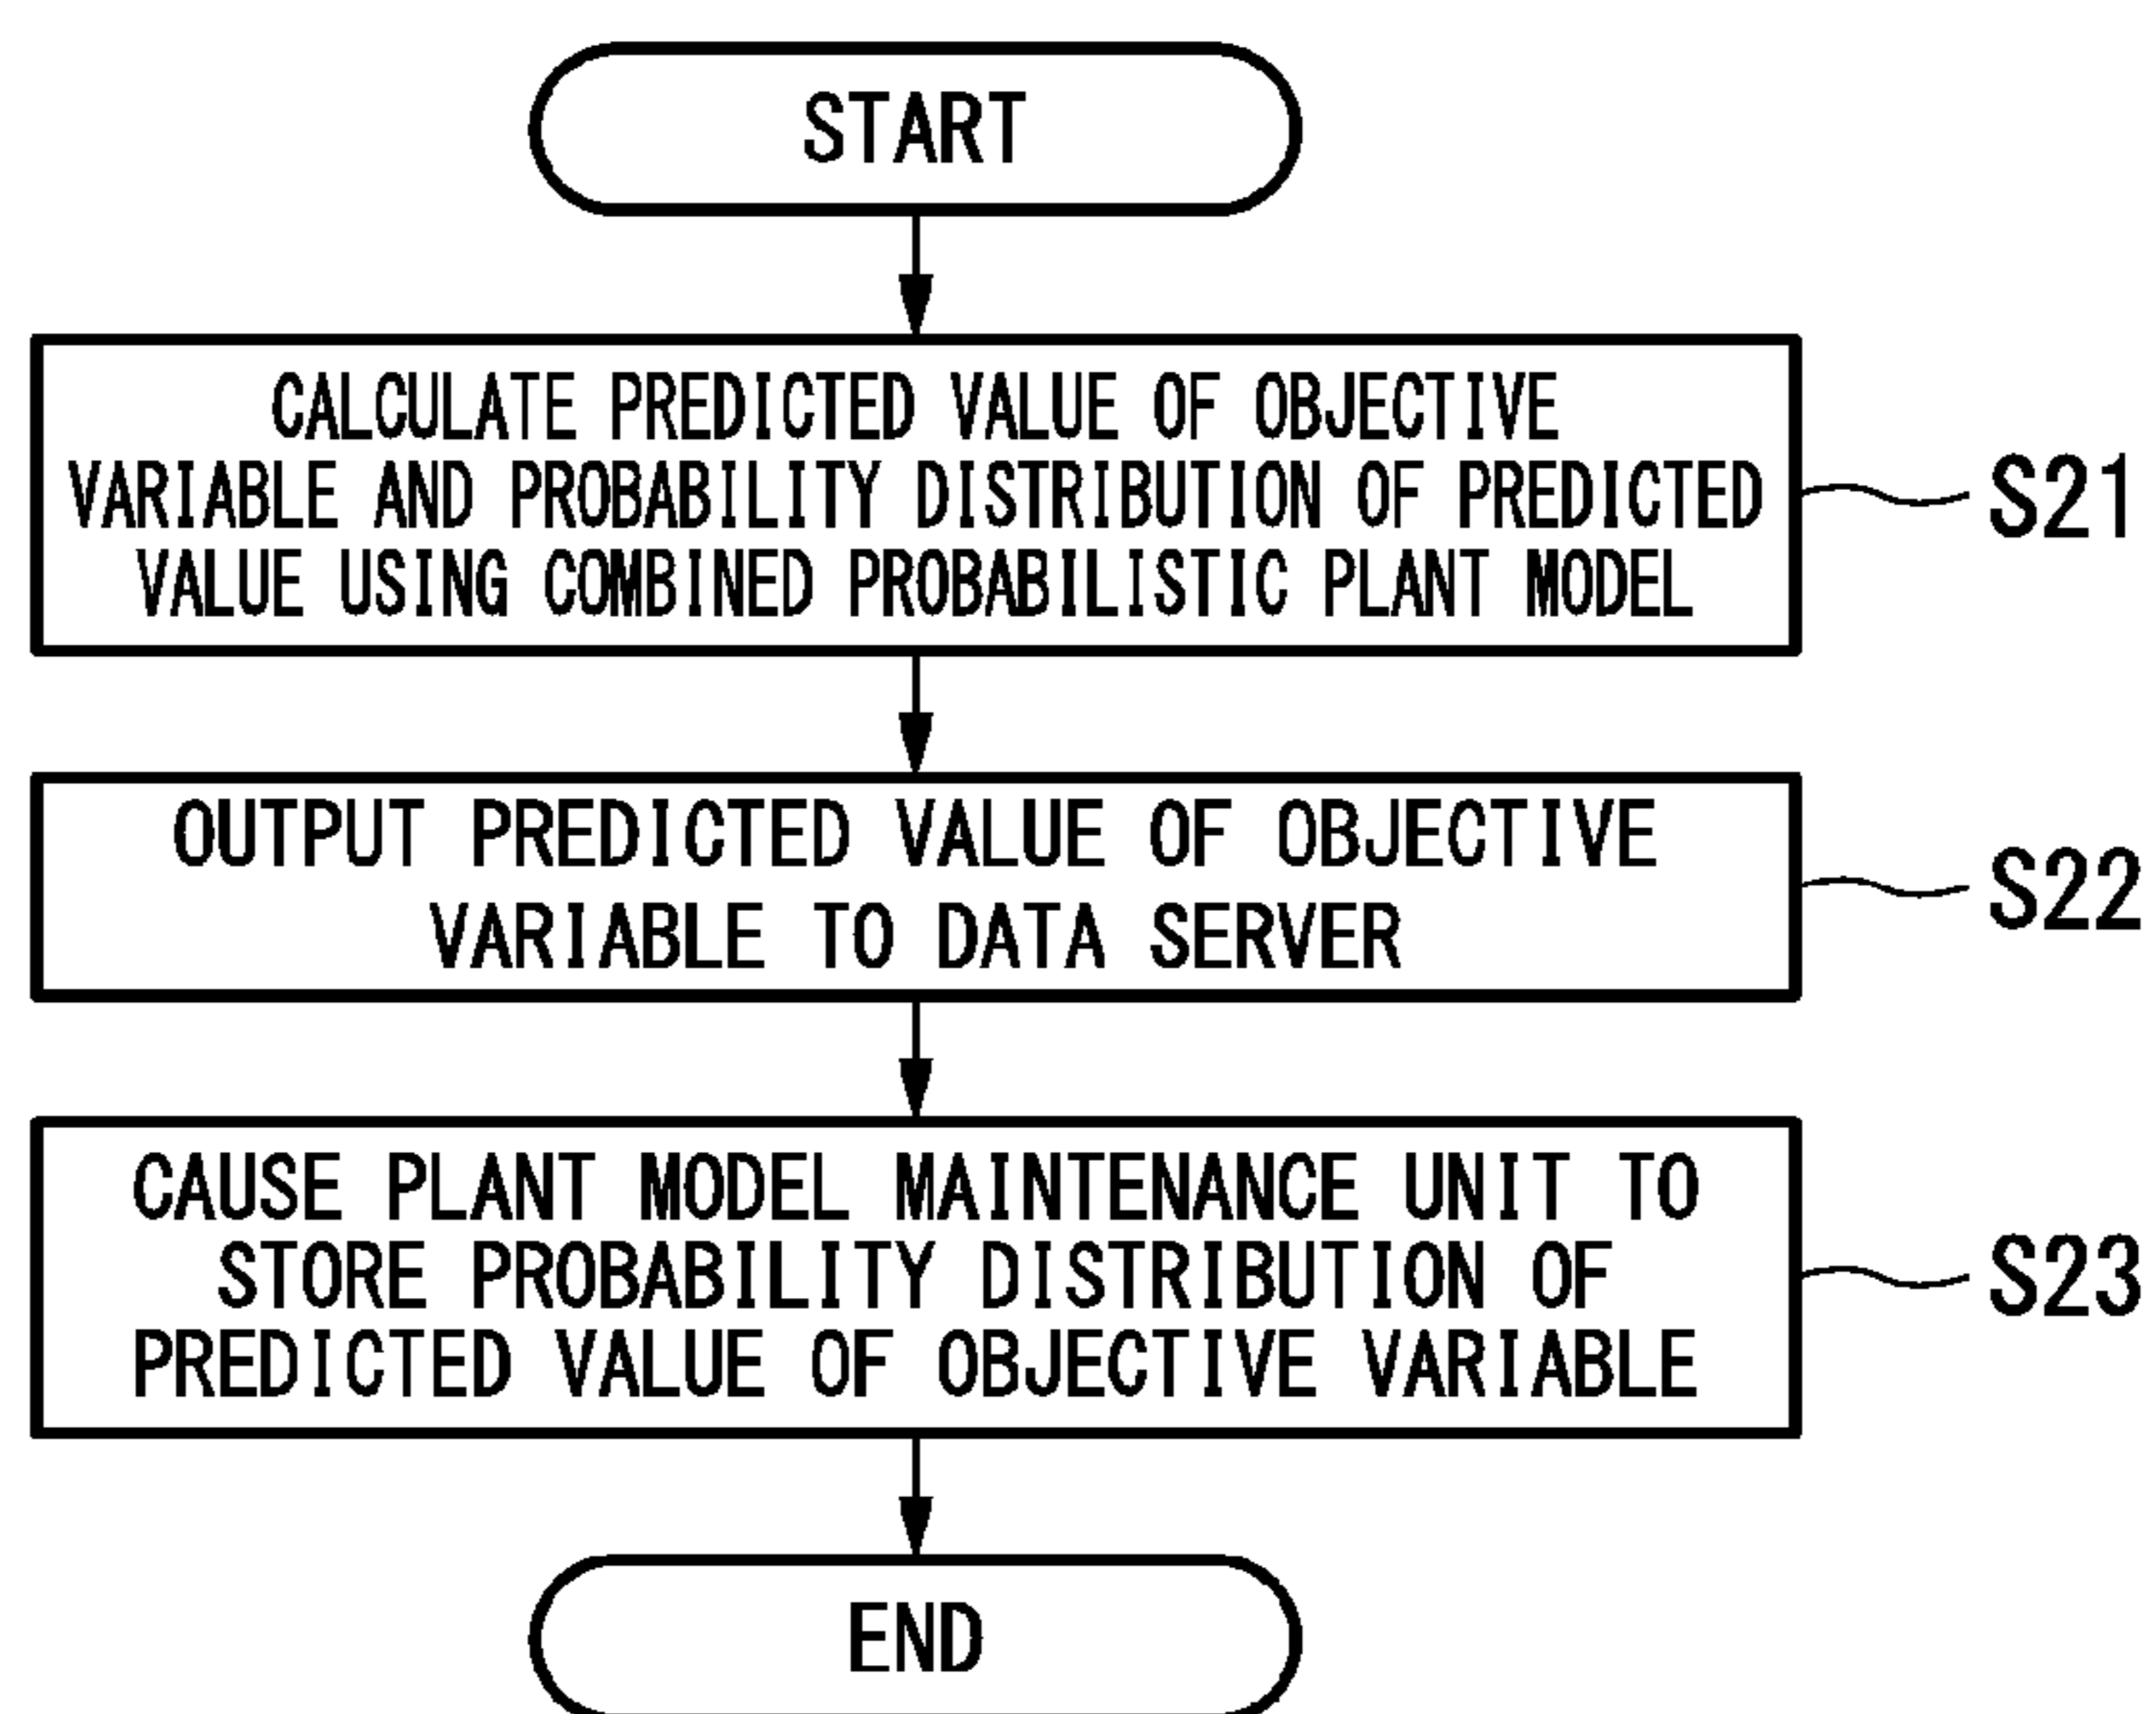 START
CALCULATE PREDICTED VALUE OF OBJECTIVE
VARIABLE AND PROBABILITY DISTRIBUTION OF PREDICTED
VALUE USING COMBINED PROBABILISTIC PLANT MODEL
S21
OUTPUT PREDICTED VALUE OF OBJECTIVE
VARIABLE TO DATA SERVER
S22
CAUSE PLANT MODEL MAINTENANCE UNIT TO
STORE PROBABILITY DISTRIBUTION OF
PREDICTED VALUE OF OBJECTIVE VARIABLE
S23
END